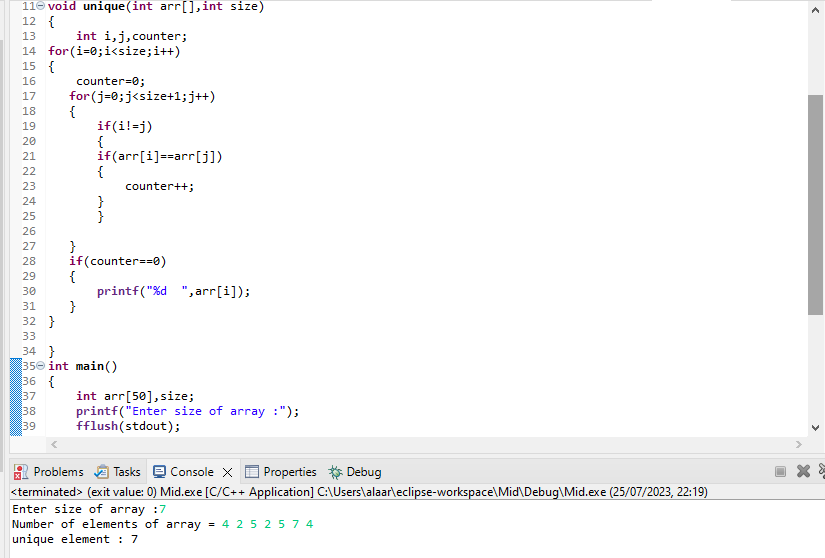 11 void unique(int arr[],int size)
12 {
13 int i,j,counter;
14 for(i=0;i<size;i++)
15 {
16 counter=0;
17 for(j=0;j<size+1;j++)
18 {
19 if(i!=j)
20 {
21 if(arr[i]==arr[j])
22 {
23 counter++;
24 }
25 }
26
27 }
28 if(counter==0)
29 {
30 printf("%d  ",arr[i]);
31 }
32 }
33
34 }
35 int main()
36 {
37 int arr[50],size;
38 printf("Enter size of array :");
39 fflush(stdout);
Problems Tasks Console Properties Debug
<terminated> (exit value: 0) Mid.exe [C/C++ Application] C:\Users\alaar\eclipse-workspace\Mid\Debug\Mid.exe (25/07/2023, 22:19)
Enter size of array :7
Number of elements of array = 4 2 5 2 5 7 4
unique element : 7